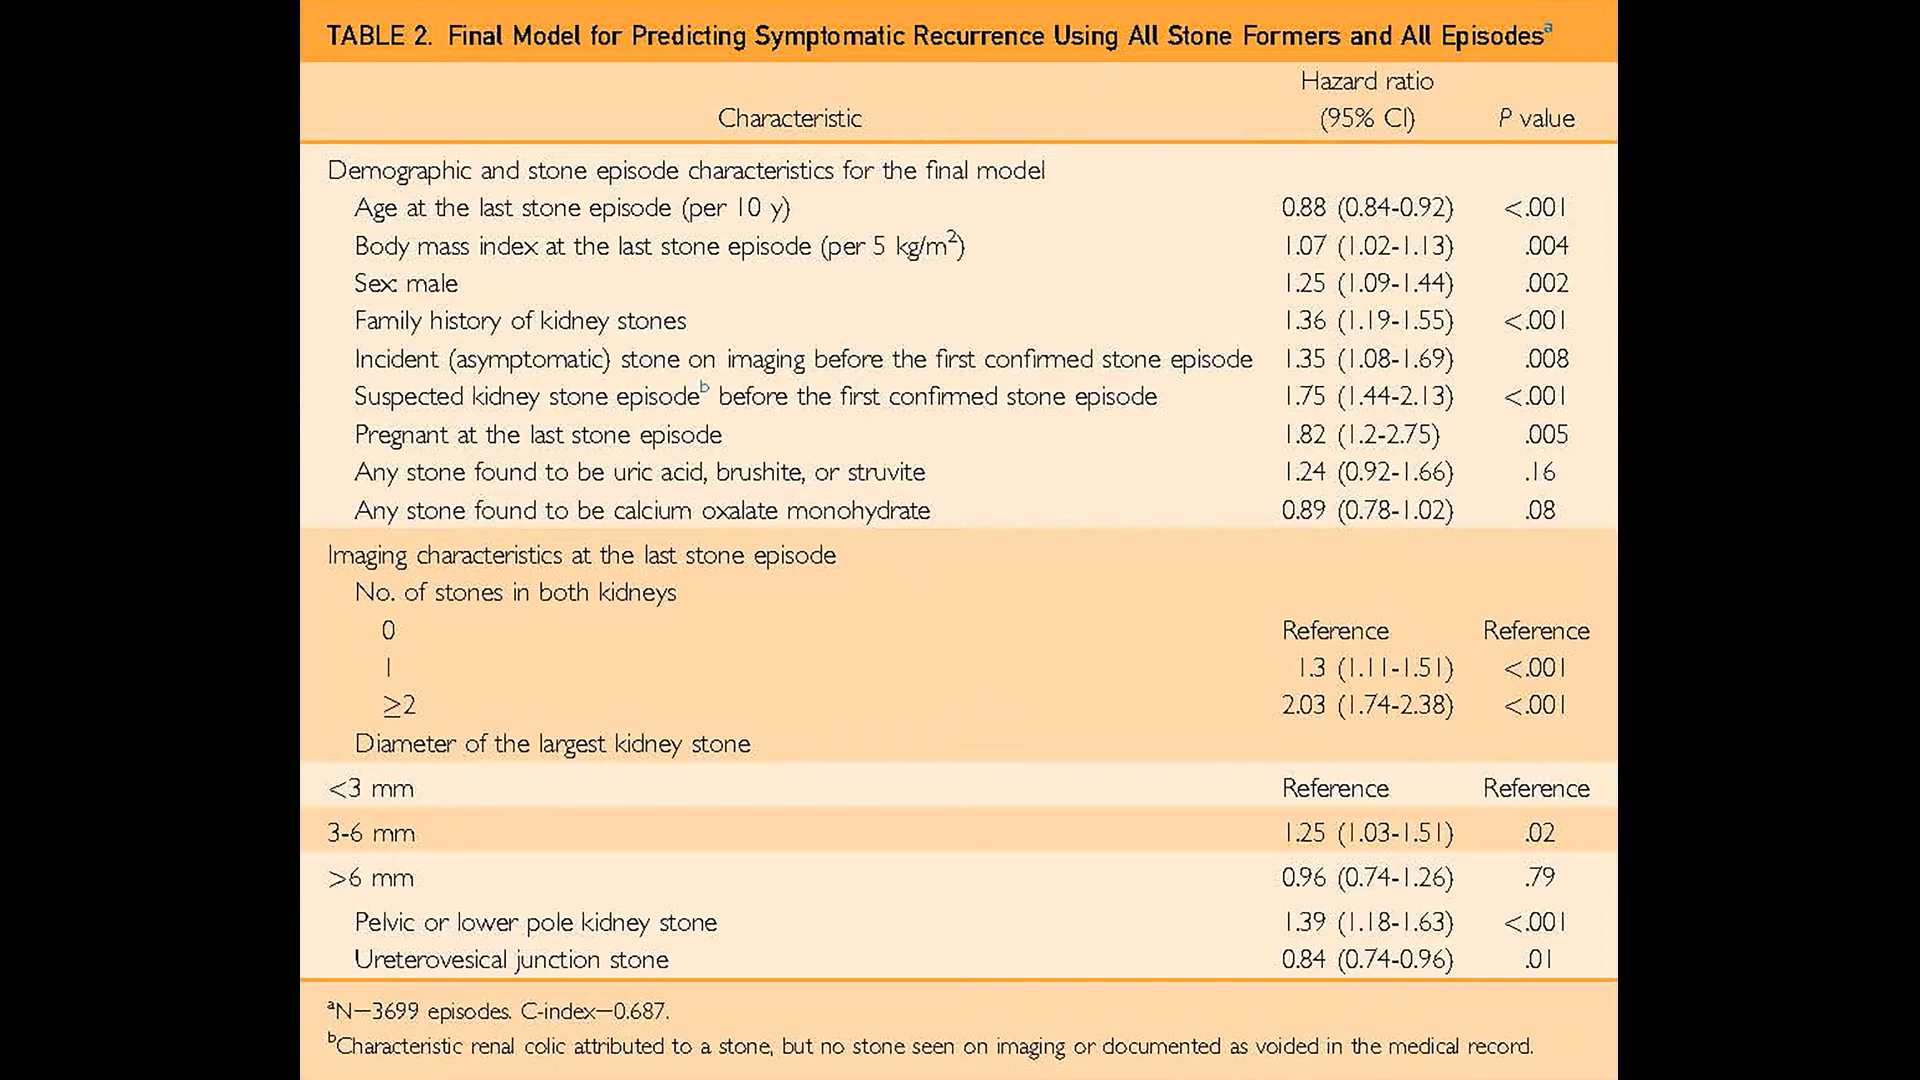 TABLE 2. Final Model for Predicting Symptomatic Recurrence Using All Stone Formers and All Episodesa
Characteristic Hazard ratio (95% CI) P value
Demographic and stone episode characteristics for the final model
Age at the last stone episode (per 10 y) 0.88 (0.84-0.92) <.001
Body mass index at the last stone episode (per 5 kg/m2) 1.07 (1.02-1.13) .004
Sex: male 1.25 (1.09-1.44) .002
Family history of kidney stones 1.36 (1.19-1.55) <.001
Incident (asymptomatic) stone on imaging before the first confirmed stone episode 1.35 (1.08-1.69) .008
Suspected kidney stone episodeb before the first confirmed stone episode 1.75 (1.44-2.13) <.001
Pregnant at the last stone episode 1.82 (1.2-2.75) .005
Any stone found to be uric acid, brushite, or struvite 1.24 (0.92-1.66) .16
Any stone found to be calcium oxalate monohydrate 0.89 (0.78-1.02) .08
Imaging characteristics at the last stone episode
No. of stones in both kidneys
0 Reference Reference
1 1.3 (1.11-1.51) <.001
≥2 2.03 (1.74-2.38) <.001
Diameter of the largest kidney stone
<3 mm Reference Reference
3-6 mm 1.25 (1.03-1.51) .02
>6 mm 0.96 (0.74-1.26) .79
Pelvic or lower pole kidney stone 1.39 (1.18-1.63) <.001
Ureterovesical junction stone 0.84 (0.74-0.96) .01
aN=3699 episodes. C-index=0.687.
bCharacteristic renal colic attributed to a stone, but no stone seen on imaging or documented as voided in the medical record.